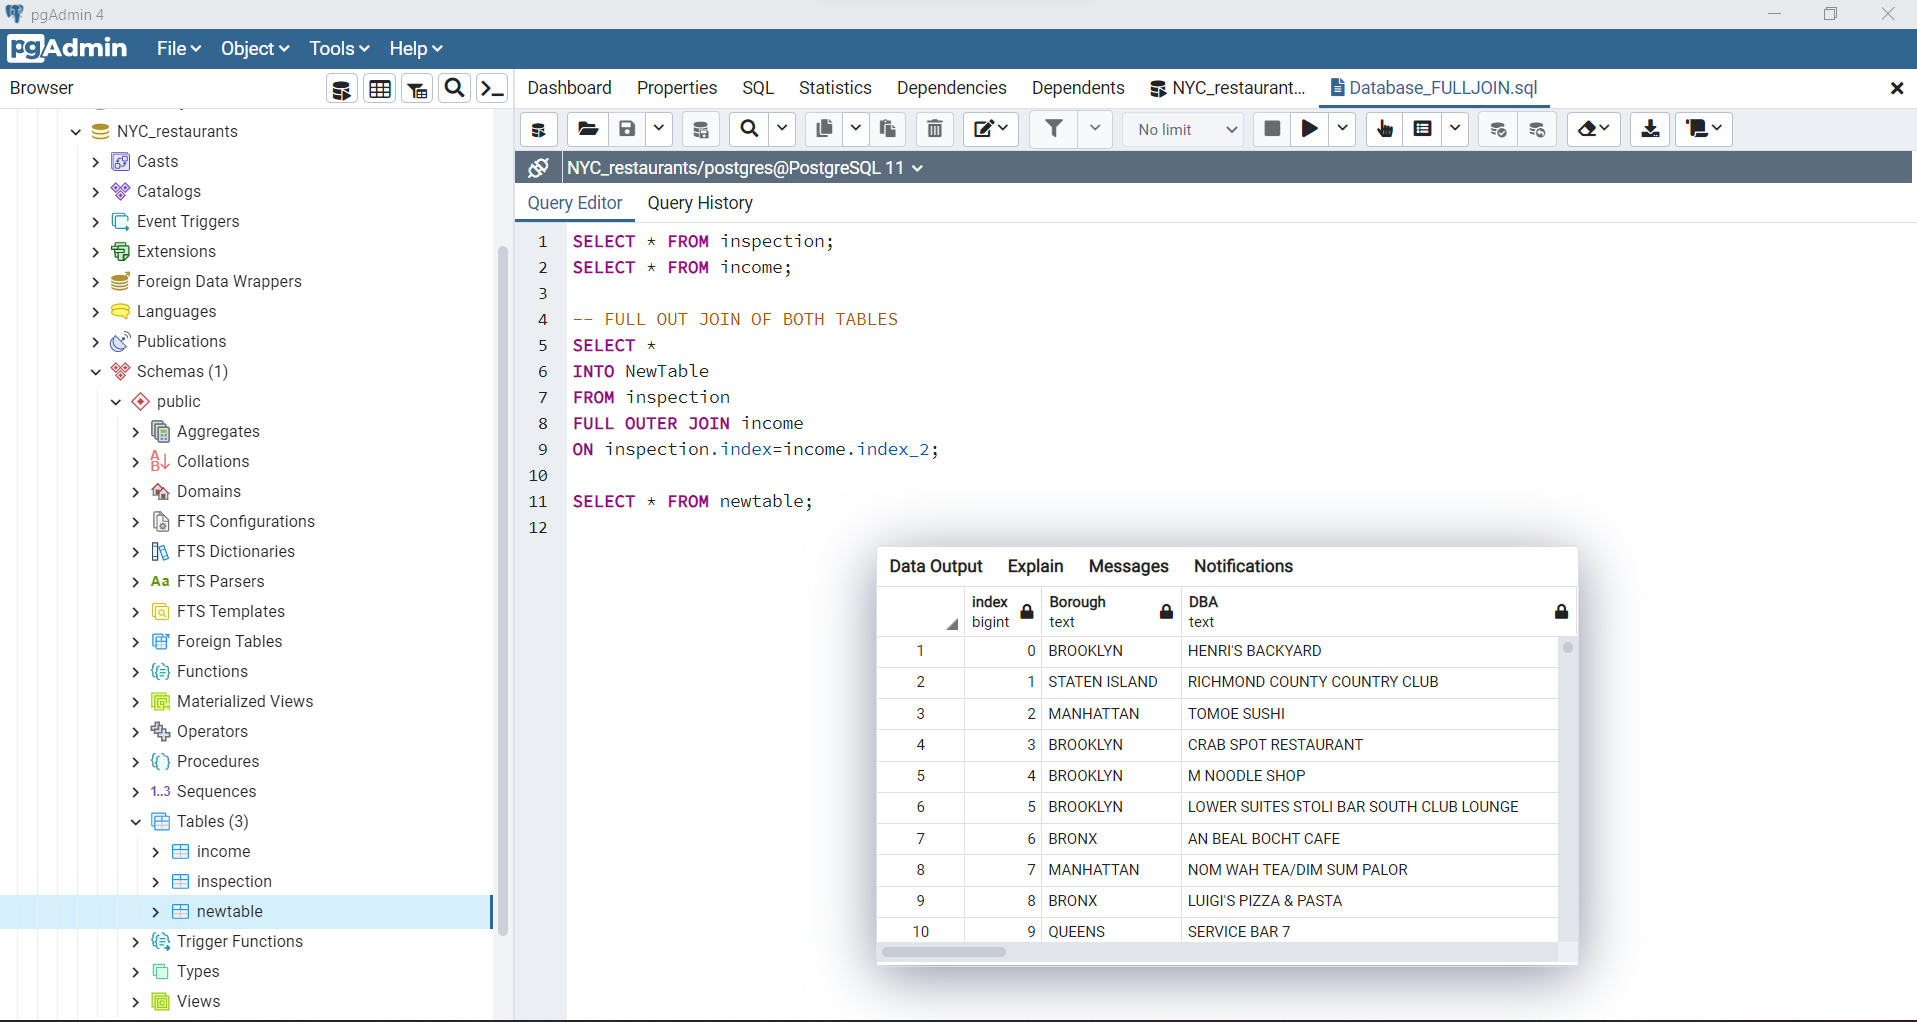 pgAdmin 4
pgAdmin File Object Tools Help
Browser
Dashboard Properties SQL Statistics Dependencies Dependents NYC_restaurant... Database_FULLJOIN.sql
No limit
NYC_restaurants/postgres@PostgreSQL 11
Query Editor Query History
NYC_restaurants
Casts
Catalogs
Event Triggers
Extensions
Foreign Data Wrappers
Languages
Publications
Schemas (1)
public
Aggregates
Collations
Domains
FTS Configurations
FTS Dictionaries
Aa FTS Parsers
FTS Templates
Foreign Tables
Functions
Materialized Views
Operators
Procedures
1..3 Sequences
Tables (3)
income
inspection
newtable
Trigger Functions
Types
Views
1 SELECT * FROM inspection;
2 SELECT * FROM income;
3
4 -- FULL OUT JOIN OF BOTH TABLES
5 SELECT *
6 INTO NewTable
7 FROM inspection
8 FULL OUTER JOIN income
9 ON inspection.index=income.index_2;
10
11 SELECT * FROM newtable;
12
Data Output Explain Messages Notifications
index Borough DBA
bigint text text
1 0 BROOKLYN HENRI'S BACKYARD
2 1 STATEN ISLAND RICHMOND COUNTY COUNTRY CLUB
3 2 MANHATTAN TOMOE SUSHI
4 3 BROOKLYN CRAB SPOT RESTAURANT
5 4 BROOKLYN M NOODLE SHOP
6 5 BROOKLYN LOWER SUITES STOLI BAR SOUTH CLUB LOUNGE
7 6 BRONX AN BEAL BOCHT CAFE
8 7 MANHATTAN NOM WAH TEA/DIM SUM PALOR
9 8 BRONX LUIGI'S PIZZA & PASTA
10 9 QUEENS SERVICE BAR 7